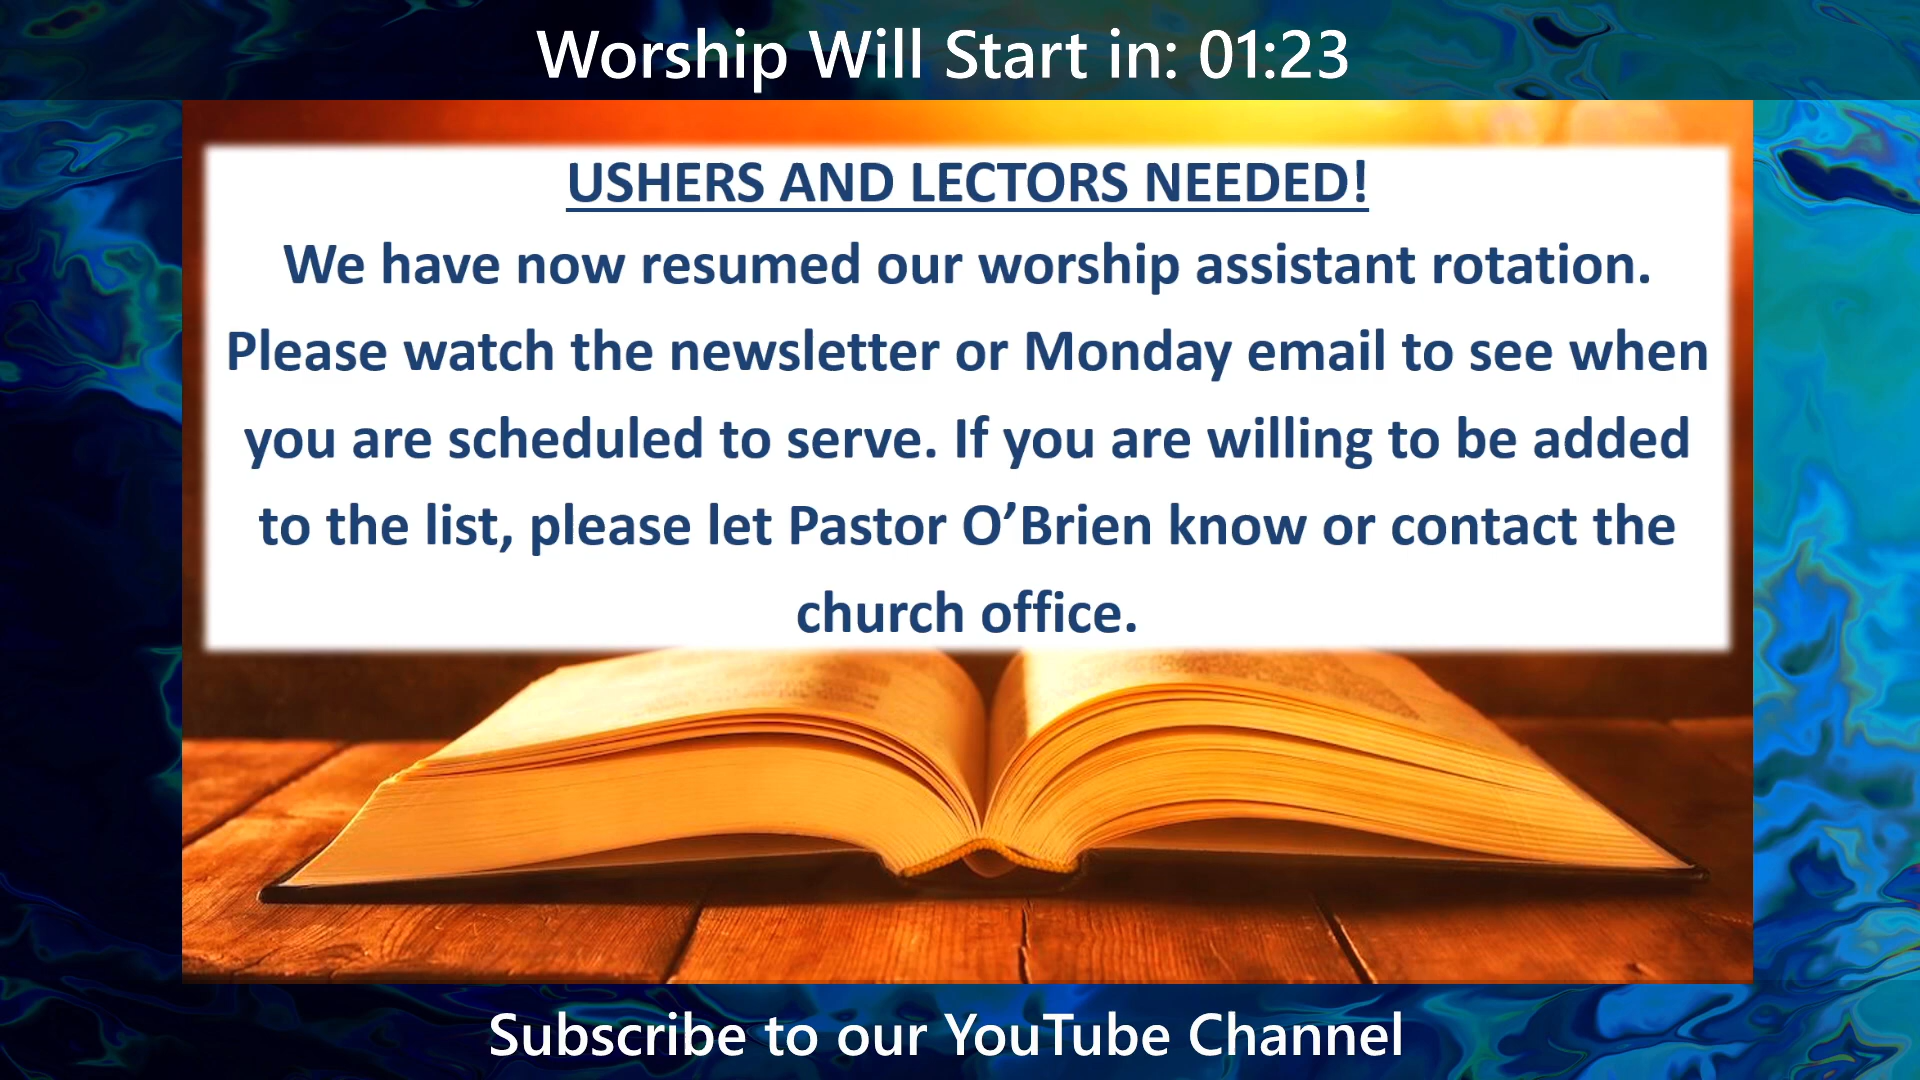 Worship Will Start in: 01:23
USHERS AND LECTORS NEEDED!
We have now resumed our worship assistant rotation.
Please watch the newsletter or Monday email to see when
you are scheduled to serve. If you are willing to be added
to the list, please let Pastor O’Brien know or contact the
church office.
Subscribe to our YouTube Channel